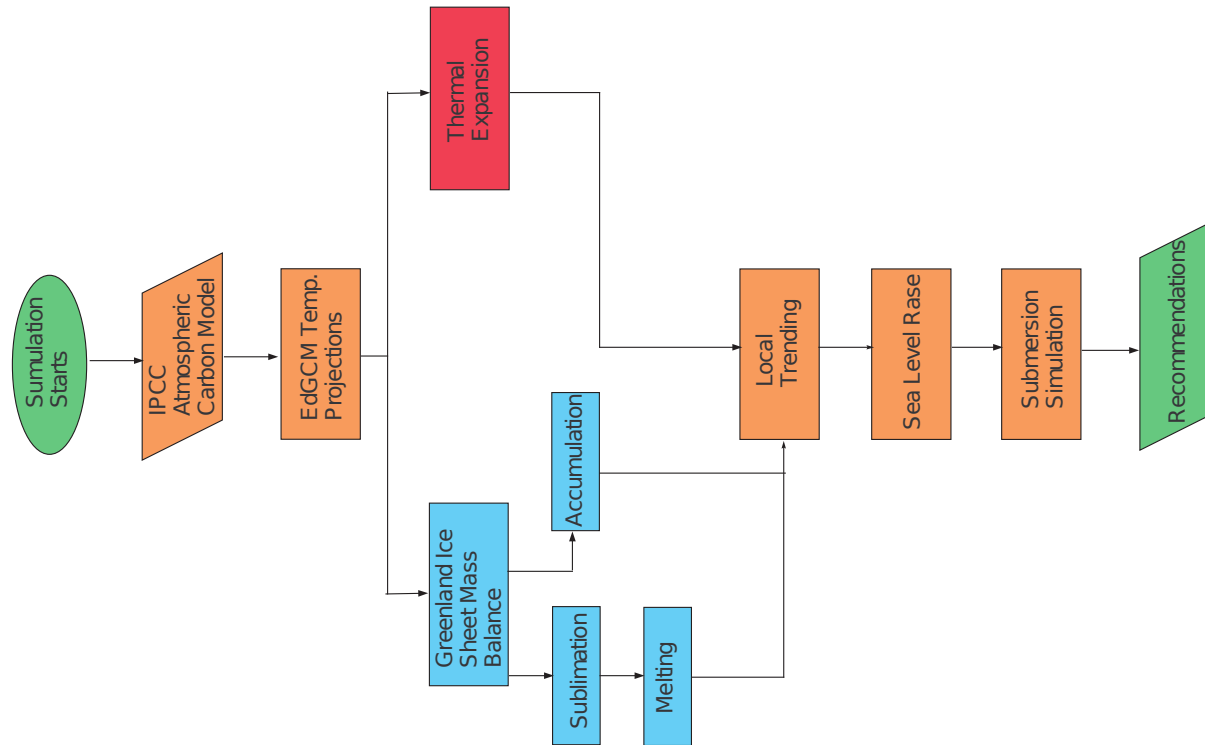 Sumulation
Starts
IPCC
Atmospheric
Carbon Model
EdGCM Temp.
Projections
Thermal
Expansion
Greenland Ice
Sheet Mass
Balance
Accumulation
Sublimation
Melting
Local
Trending
Sea Level Rase
Submersion
Simulation
Recommendations